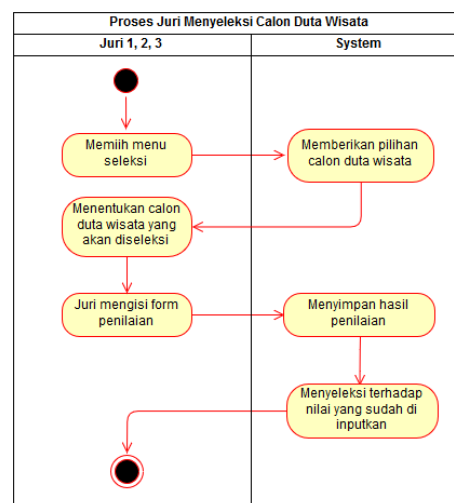 Proses Juri Menyeleksi Calon Duta Wisata
Juri 1, 2, 3
System
Memiih menu
seleksi
Memberikan pilihan
calon duta wisata
Menentukan calon
duta wisata yang
akan diseleksi
Juri mengisi form
penilaian
Menyimpan hasil
penilaian
Menyeleksi terhadap
nilai yang sudah di
inputkan